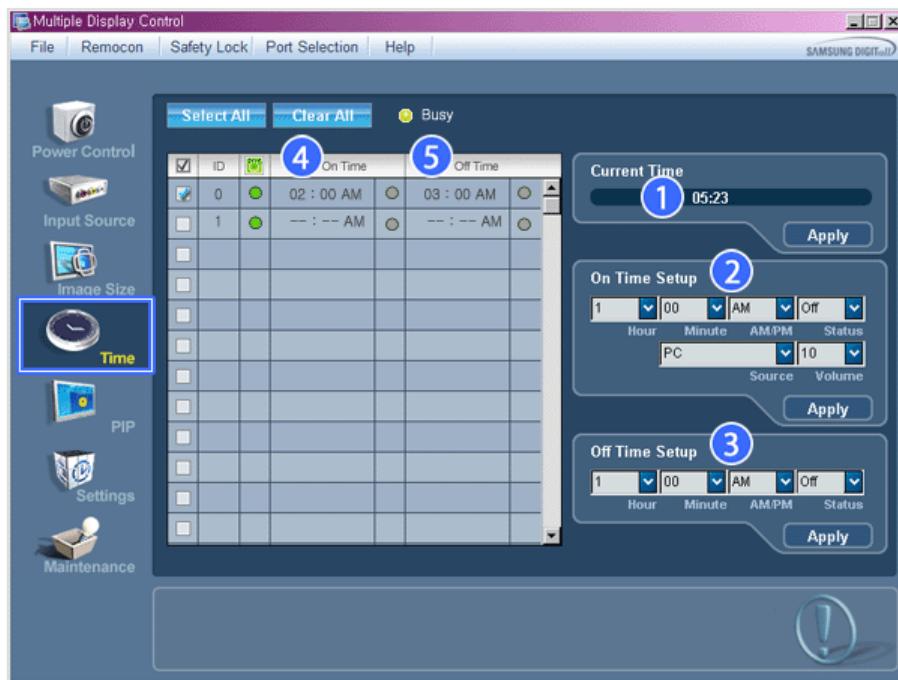 Multiple Display Control
File Remocon Safety Lock Port Selection Help
SAMSUNG DIGITall
Select All Clear All Busy
Power Control
Input Source
Image Size
Time
PIP
Settings
Maintenance
ID 4 On Time 5 Off Time
0 02 : 00 AM 03 : 00 AM
1 -- : -- AM -- : -- AM
Current Time
1 05:23
Apply
On Time Setup 2
1 00 AM Off
Hour Minute AM/PM Status
PC 10
Source Volume
Apply
Off Time Setup 3
1 00 AM Off
Hour Minute AM/PM Status
Apply